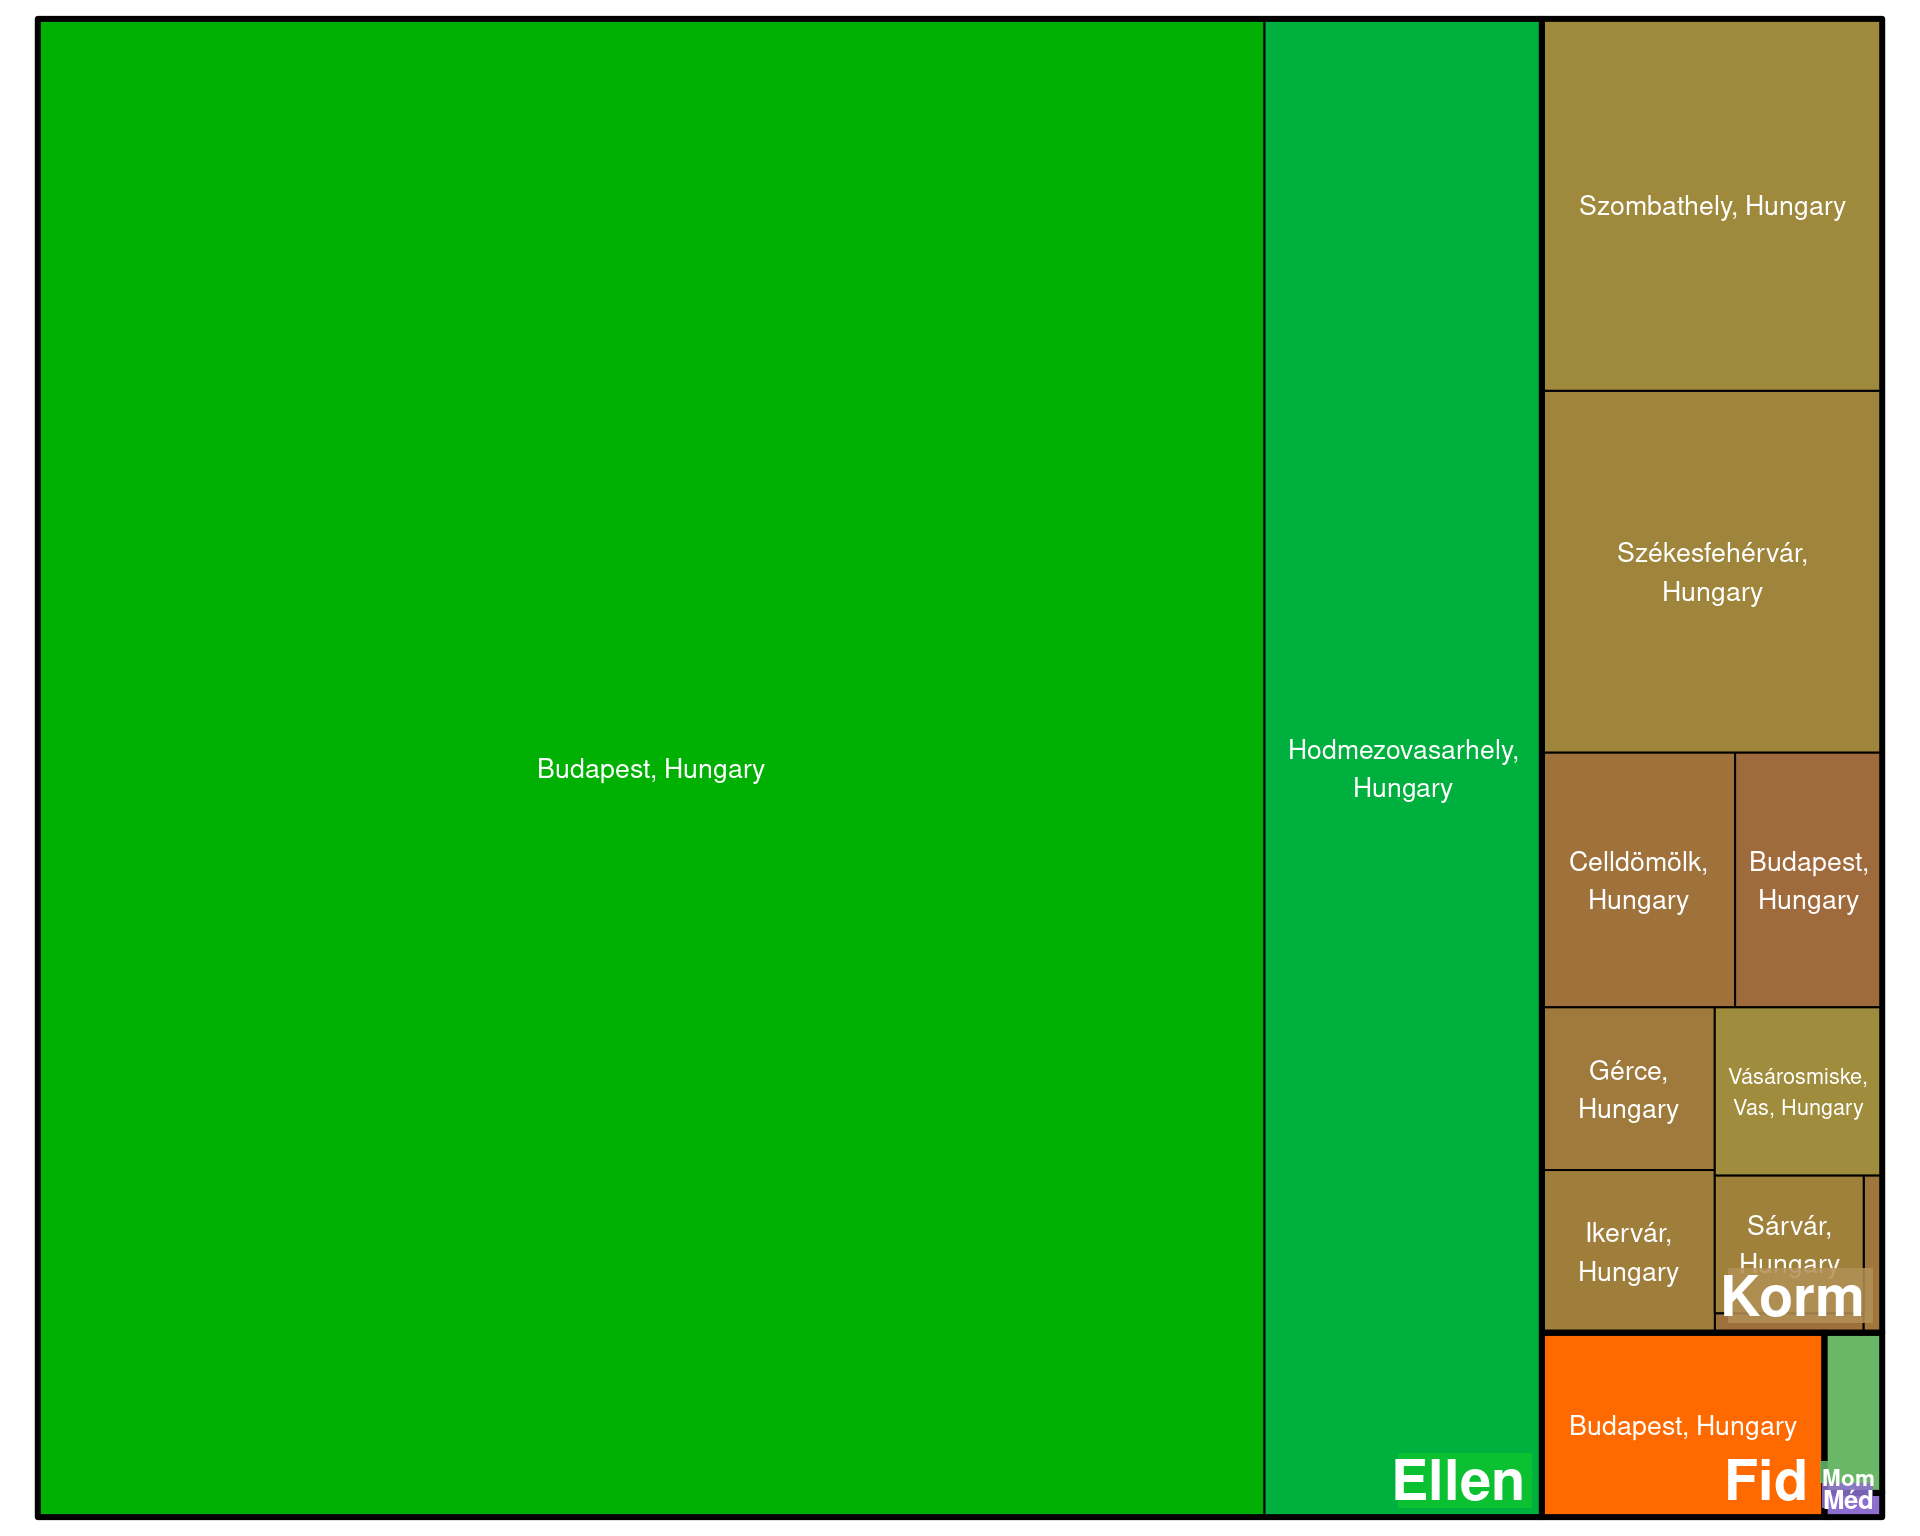 Budapest, Hungary
Hodmezovasarhely,
Hungary
Ellen
Szombathely, Hungary
Székesfehérvár,
Hungary
Celldömölk,
Hungary
Budapest,
Hungary
Gérce,
Hungary
Vásárosmiske,
Vas, Hungary
Ikervár,
Hungary
Sárvár,
Hungary
Korm
Budapest, Hungary
Fid
Mom
Méd